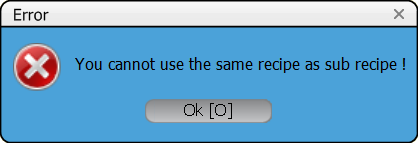 Error
You cannot use the same recipe as sub recipe !
Ok [O]